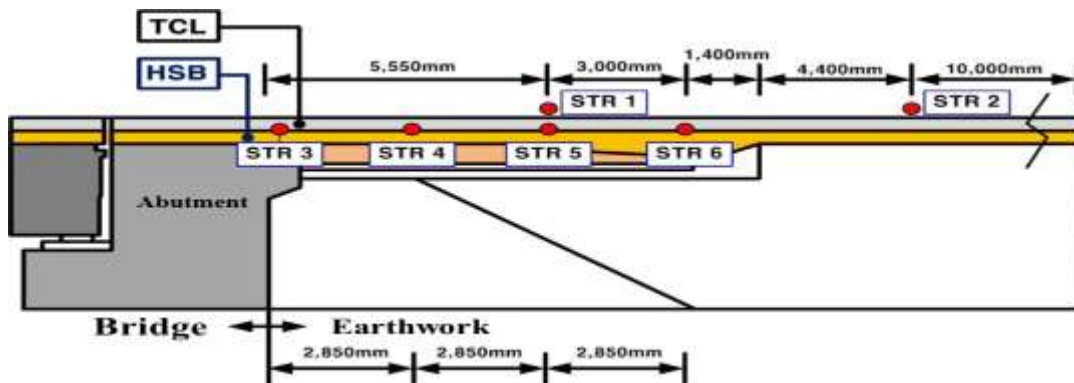 TCL
HSB
1,400mm
5,550mm
3,000mm
4,400mm
10,000mm
STR 1
STR 2
STR 3
STR 4
STR 5
STR 6
Abutment
Bridge
Earthwork
2,850mm
2,850mm
2,850mm